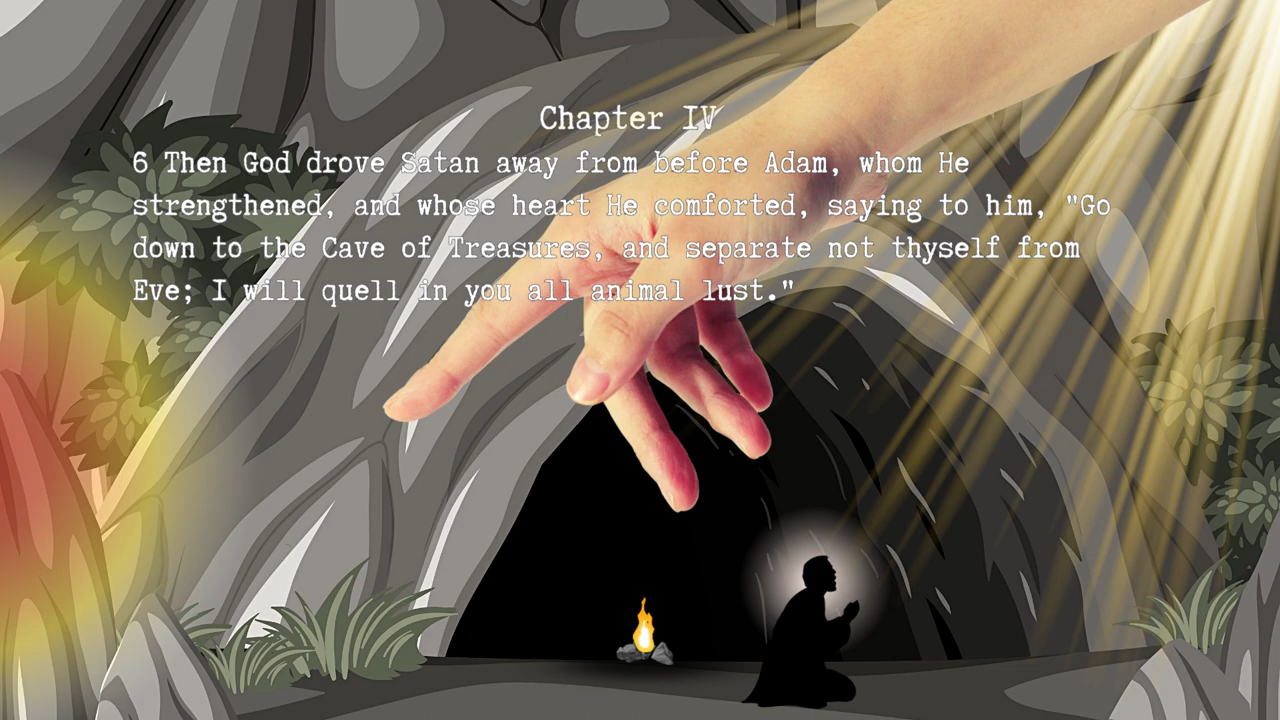 Chapter IV
6 Then God drove Satan away from before Adam, whom He
strengthened, and whose heart He comforted, saying to him, "Go
down to the Cave of Treasures, and separate not thyself from
Eve; I will quell in you all animal lust."